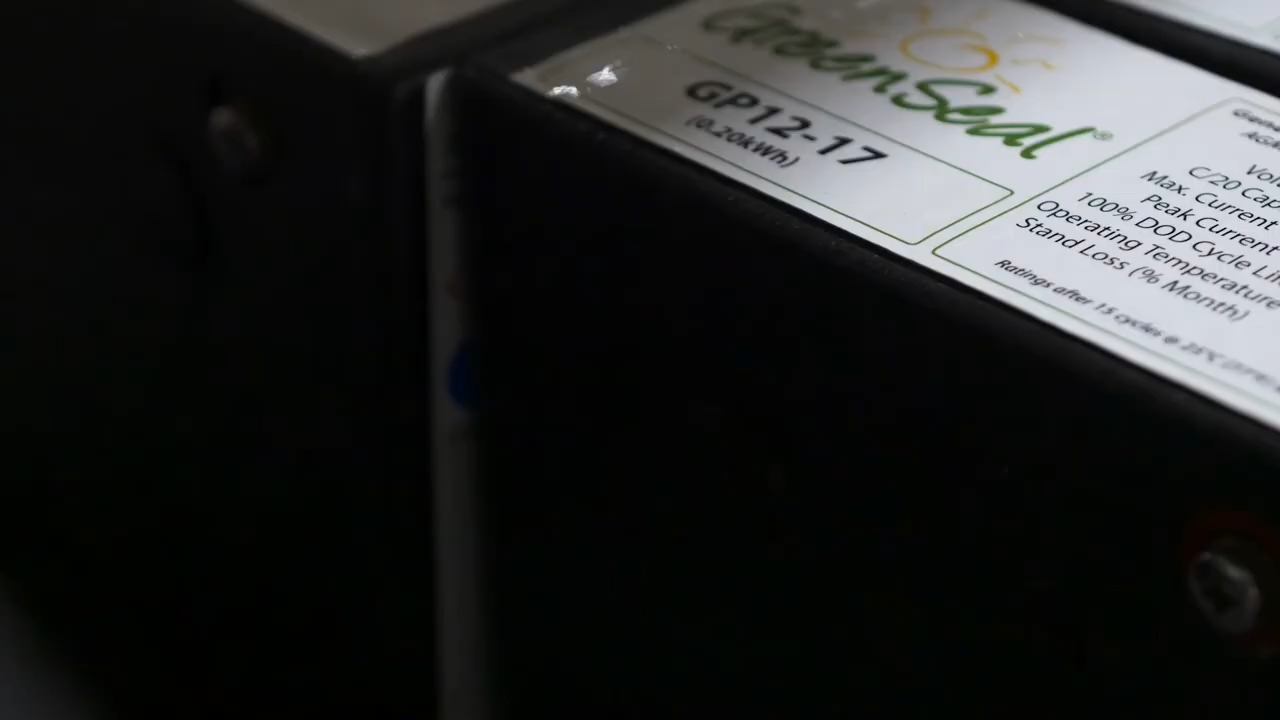 GreenSeal®
GP12-17
(0.20kWh)
C/20 Cap
Max. Current
Peak Current
100% DOD Cycle
Operating Temperature
Stand Loss (% Month)
Ratings after 15 cycles @ 25°C